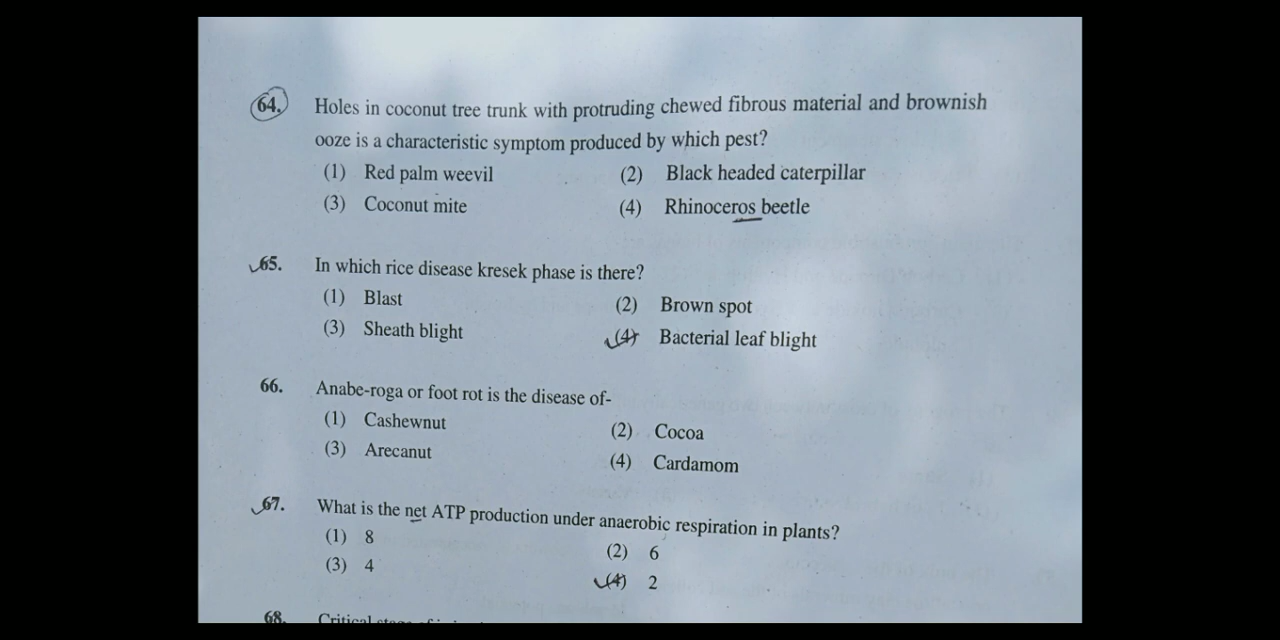 64. Holes in coconut tree trunk with protruding chewed fibrous material and brownish
ooze is a characteristic symptom produced by which pest?
(1) Red palm weevil (2) Black headed caterpillar
(3) Coconut mite (4) Rhinoceros beetle
65. In which rice disease kresek phase is there?
(1) Blast (2) Brown spot
(3) Sheath blight (4) Bacterial leaf blight
66. Anabe-roga or foot rot is the disease of-
(1) Cashewnut (2) Cocoa
(3) Arecanut (4) Cardamom
67. What is the net ATP production under anaerobic respiration in plants?
(1) 8 (2) 6
(3) 4 (4) 2
68. Critical